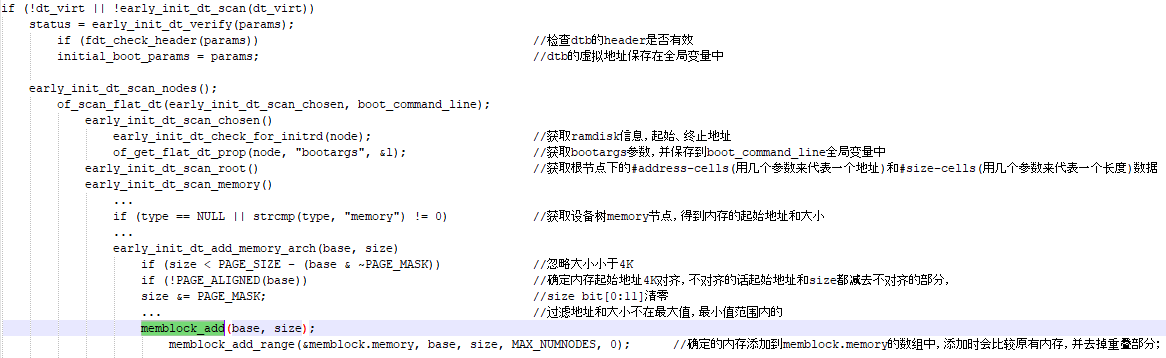 if (!dt_virt || !early_init_dt_scan(dt_virt))
    status = early_init_dt_verify(params);
        if (fdt_check_header(params)) //检查dtb的header是否有效
        initial_boot_params = params; //dtb的虚拟地址保存在全局变量中
    early_init_dt_scan_nodes();
        of_scan_flat_dt(early_init_dt_scan_chosen, boot_command_line);
            early_init_dt_scan_chosen()
                early_init_dt_check_for_initrd(node); //获取ramdisk信息,起始、终止地址
                of_get_flat_dt_prop(node, "bootargs", &l); //获取bootargs参数,并保存到boot_command_line全局变量中
            early_init_dt_scan_root() //获取根节点下的#address-cells(用几个参数来代表一个地址)和#size-cells(用几个参数来代表一个长度)数据
            early_init_dt_scan_memory()
                ...
                if (type == NULL || strcmp(type, "memory") != 0) //获取设备树memory节点,得到内存的起始地址和大小
                ...
                early_init_dt_add_memory_arch(base, size)
                    if (size < PAGE_SIZE - (base & ~PAGE_MASK)) //忽略大小小于4K
                    if (!PAGE_ALIGNED(base)) //确定内存起始地址4K对齐,不对齐的话起始地址和size都减去不对齐的部分,
                    size &= PAGE_MASK; //size bit[0:11]清零
                    ... //过滤地址和大小不在最大值,最小值范围内的
                    memblock_add(base, size);
                        memblock_add_range(&memblock.memory, base, size, MAX_NUMNODES, 0); //确定的内存添加到memblock.memory的数组中,添加时会比较原有内存,并去掉重叠部分;